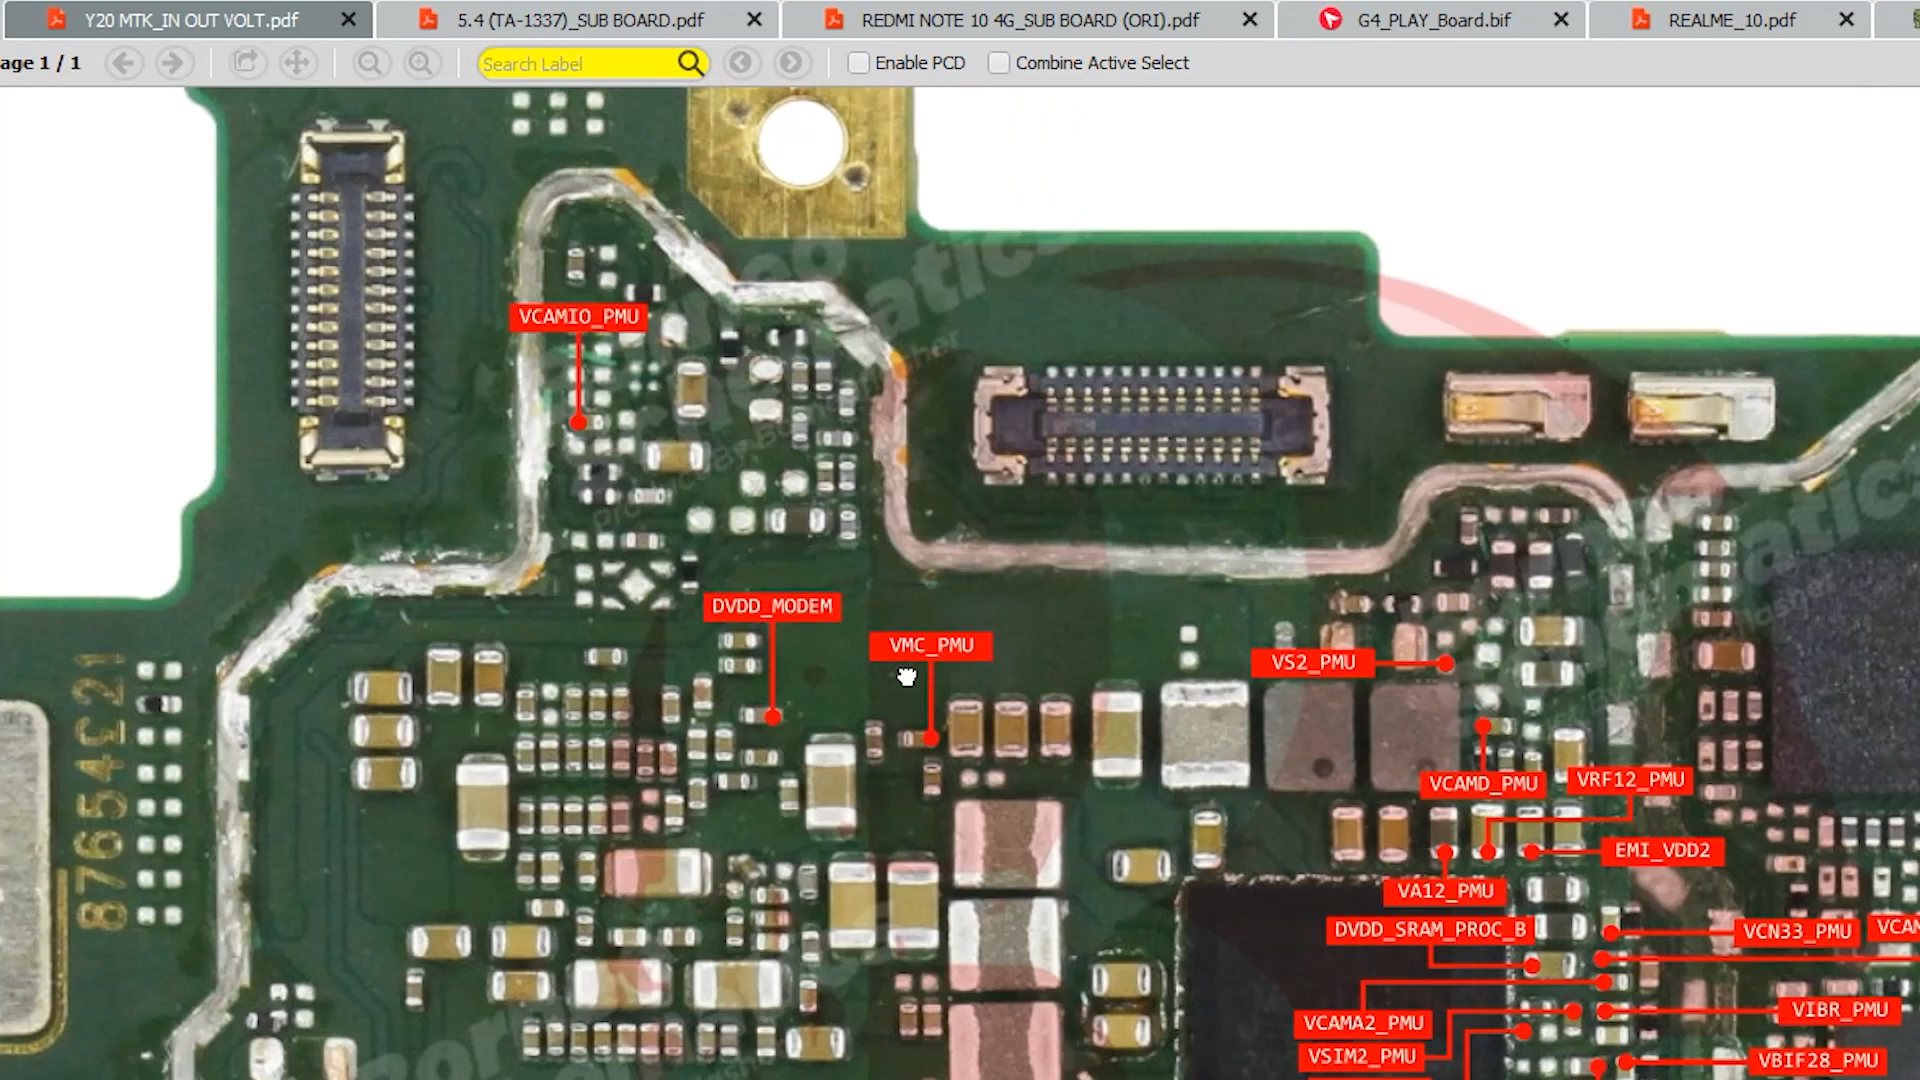 Y20 MTK_IN OUT VOLT.pdf
5.4 (TA-1337)_SUB BOARD.pdf
REDMI NOTE 10 4G_SUB BOARD (ORI).pdf
G4_PLAY_Board.bif
REALME_10.pdf
age 1 / 1
Search Label
Enable PCD
Combine Active Select
VCAMIO_PMU
DVDD_MODEM
VMC_PMU
VS2_PMU
VCAMD_PMU
VRF12_PMU
EMI_VDD2
VA12_PMU
DVDD_SRAM_PROC_B
VCN33_PMU
VCAM
VCAMA2_PMU
VIBR_PMU
VSIM2_PMU
VBIF28_PMU
87654321